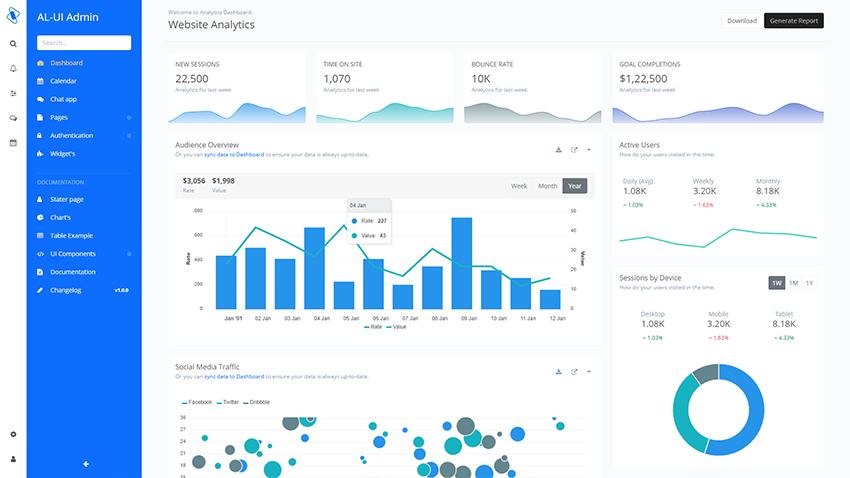 AL-UI Admin
Search...
Dashboard
Calendar
Chat app
Pages
Authentication
Widget's
DOCUMENTATION
Stater page
Chart's
Table Example
UI Components
Documentation
Changelog v1.0.0
Welcome to Analytics Dashboard.
Website Analytics
Download Generate Report
NEW SESSIONS
22,500
Analytics for last week
TIME ON SITE
1,070
Analytics for last week
BOUNCE RATE
10K
Analytics for last week
GOAL COMPLETIONS
$1,22,500
Analytics for last week
Audience Overview
Or you can sync data to Dashboard to ensure your data is always up-to-date.
$3,056 $1,998
Rate Value
Week Month Year
04 Jan
Rate: 227
Value: 43
Rate
800
600
400
200
0
50
40
30
20
10
0
Value
Jan '01 02 Jan 03 Jan 04 Jan 05 Jan 06 Jan 07 Jan 08 Jan 09 Jan 10 Jan 11 Jan 12 Jan
Rate Value
Active Users
How do your users visited in the time.
Daily (Avg) Weekly Monthly
1.08K 3.20K 8.18K
1.03% 1.63% 4.33%
Sessions by Device
How do your users visited in the time.
1W 1M 1Y
Desktop Mobile Tablet
1.08K 3.20K 8.18K
1.03% 1.63% 4.33%
Social Media Traffic
Or you can sync data to Dashboard to ensure your data is always up-to-date.
Facebook Twitter Dribbble
30
27
24
21
18
15